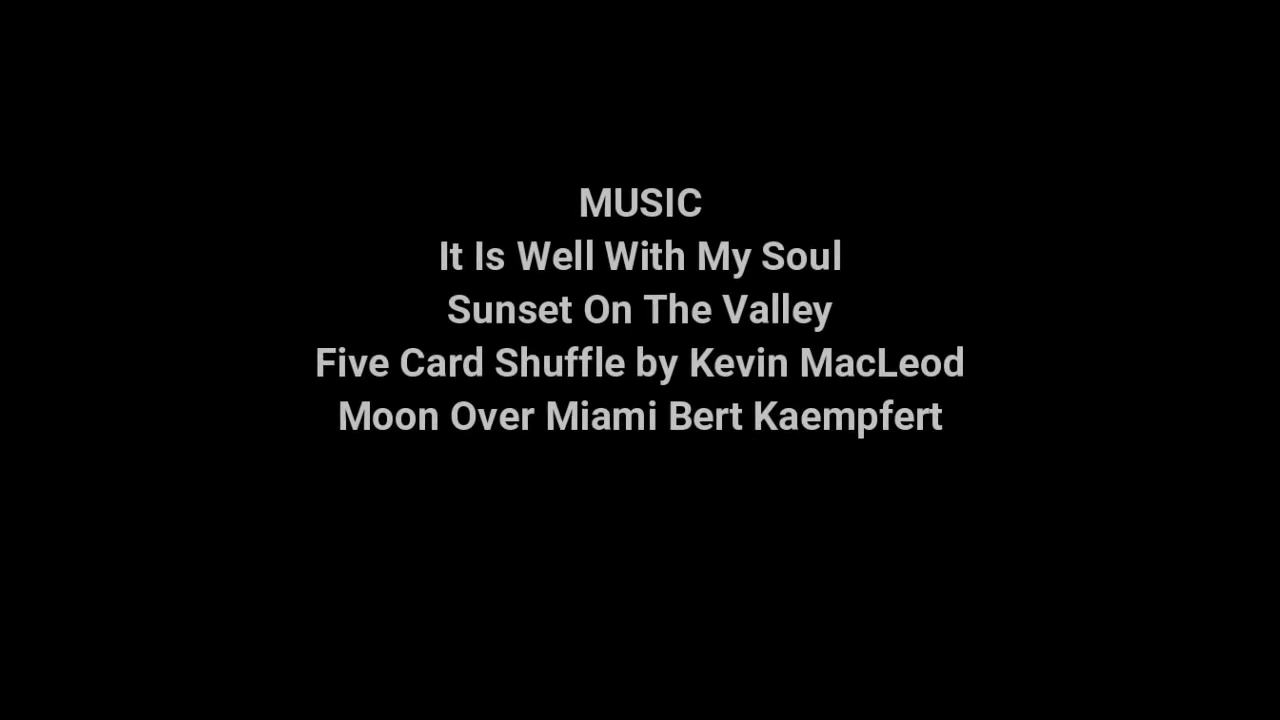 MUSIC
It Is Well With My Soul
Sunset On The Valley
Five Card Shuffle by Kevin MacLeod
Moon Over Miami Bert Kaempfert